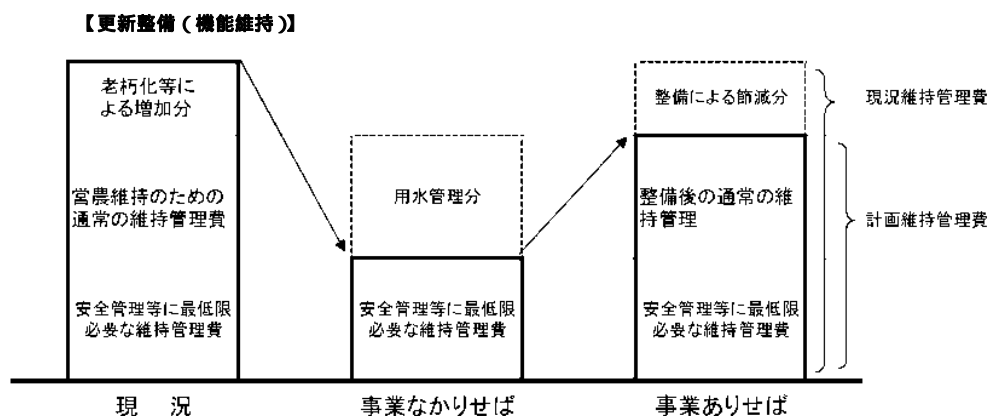 【更新整備（機能維持）】
老朽化等に
よる増加分
営農維持のための
通常の維持管理費
安全管理等に最低限
必要な維持管理費
現　況
用水管理分
安全管理等に最低限
必要な維持管理費
事業なかりせば
整備による節減分
整備後の通常の維
持管理
安全管理等に最低限
必要な維持管理費
事業ありせば
現況維持管理費
計画維持管理費